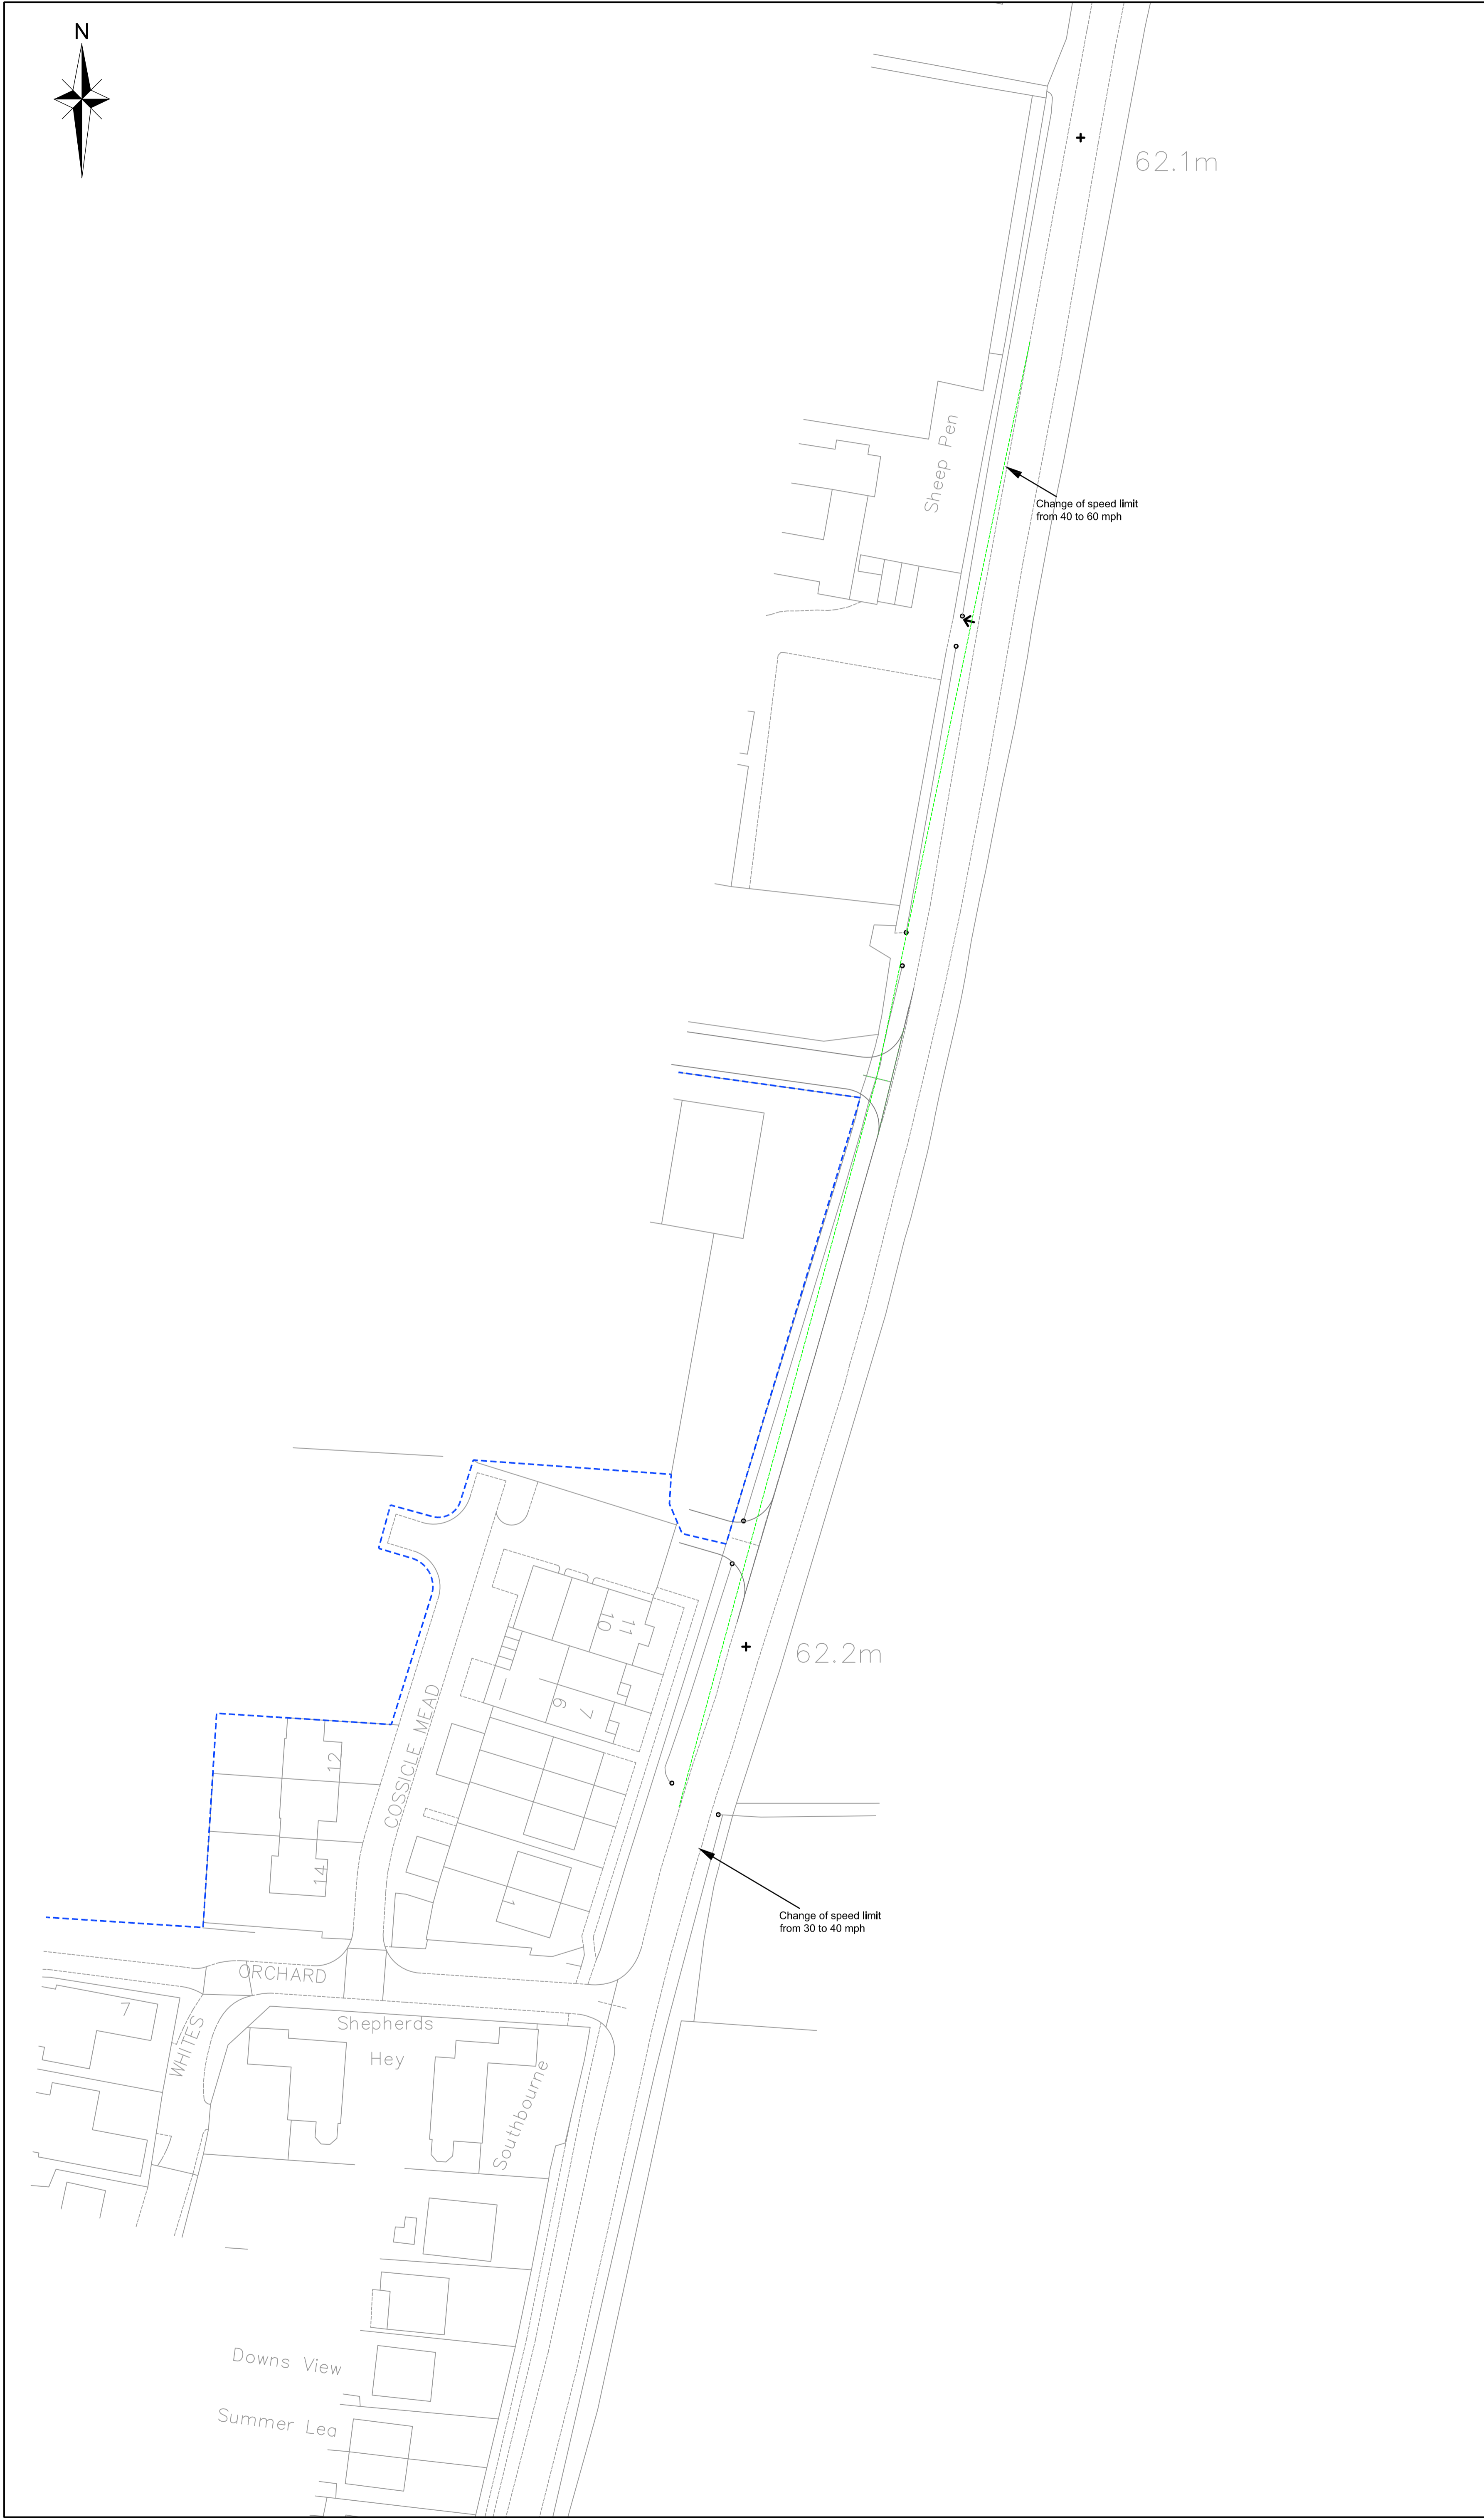 N
62.1m
Sheep Pen
Change of speed limit
from 40 to 60 mph
11
10
62.2m
6
7
COSSICLE MEAD
12
14
1
Change of speed limit
from 30 to 40 mph
ORCHARD
7
WHITES
Shepherds
Hey
Southbourne
Downs View
Summer Lea